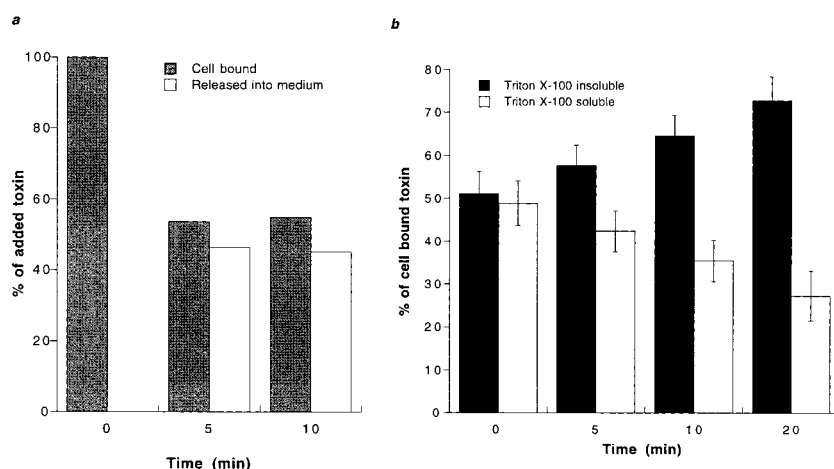 a
% of added toxin
100
80
60
40
20
0
Cell bound
Released into medium
0 5 10
Time (min)
b
% of cell bound toxin
80
70
60
50
40
30
20
10
0
Triton X-100 insoluble
Triton X-100 soluble
0 5 10 20
Time (min)